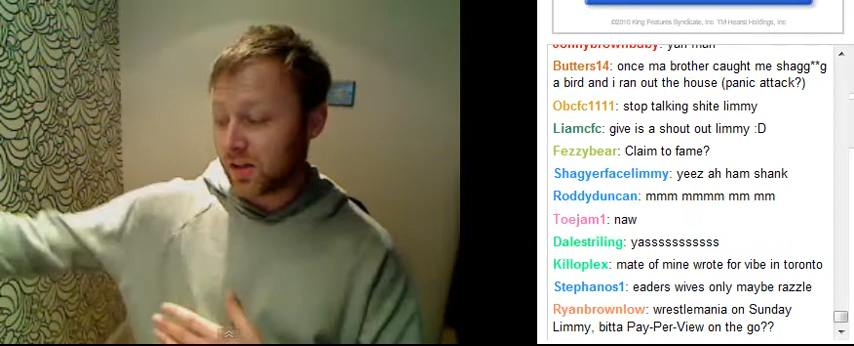 ©2010 King Features Syndicate, Inc TM Hearst Holdings, Inc
Jonnybrownbaby: yah man
Butters14: once ma brother caught me shagg**g
a bird and i ran out the house (panic attack?)
Obcfc1111: stop talking shite limmy
Liamcfc: give is a shout out limmy :D
Fezzybear: Claim to fame?
Shagyerfacelimmy: yeez ah ham shank
Roddyduncan: mmm mmmm mm mm
Toejam1: naw
Dalestriling: yasssssssssss
Killoplex: mate of mine wrote for vibe in toronto
Stephanos1: eaders wives only maybe razzle
Ryanbrownlow: wrestlemania on Sunday
Limmy, bitta Pay-Per-View on the go??